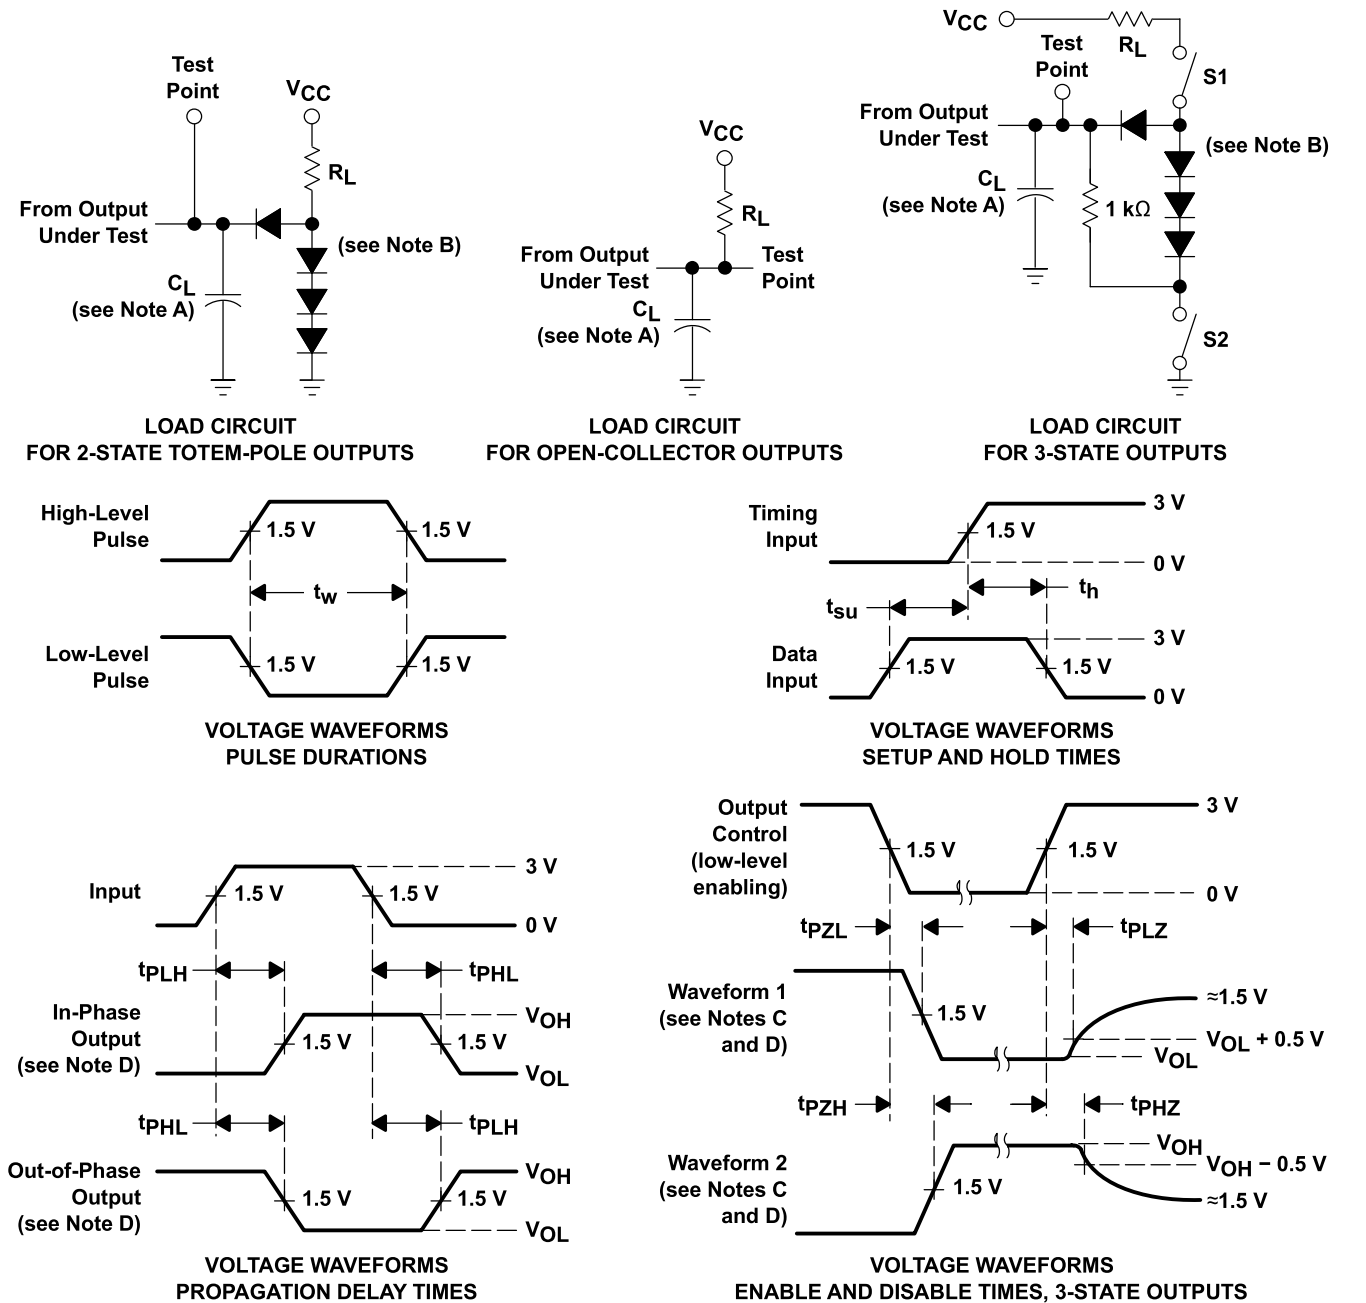 Test
Point
VCC
RL
From Output
Under Test
(see Note B)
CL
(see Note A)
LOAD CIRCUIT
FOR 2-STATE TOTEM-POLE OUTPUTS
VCC
RL
From Output
Under Test
Test
Point
CL
(see Note A)
LOAD CIRCUIT
FOR OPEN-COLLECTOR OUTPUTS
VCC
RL
Test
Point
S1
From Output
Under Test
(see Note B)
CL
(see Note A)
1 kΩ
S2
LOAD CIRCUIT
FOR 3-STATE OUTPUTS
High-Level
Pulse
1.5 V
1.5 V
tw
Low-Level
Pulse
1.5 V
1.5 V
VOLTAGE WAVEFORMS
PULSE DURATIONS
Timing
Input
3 V
1.5 V
0 V
th
tsu
3 V
Data
Input
1.5 V
1.5 V
0 V
VOLTAGE WAVEFORMS
SETUP AND HOLD TIMES
Input
3 V
1.5 V
1.5 V
0 V
tPLH
tPHL
In-Phase
Output
(see Note D)
VOH
1.5 V
1.5 V
VOL
tPHL
tPLH
Out-of-Phase
Output
(see Note D)
VOH
1.5 V
1.5 V
VOL
VOLTAGE WAVEFORMS
PROPAGATION DELAY TIMES
Output
Control
(low-level
enabling)
3 V
1.5 V
1.5 V
0 V
tPZL
tPLZ
Waveform 1
(see Notes C
and D)
1.5 V
≈1.5 V
VOL + 0.5 V
VOL
tPZH
tPHZ
Waveform 2
(see Notes C
and D)
1.5 V
VOH
VOH − 0.5 V
≈1.5 V
VOLTAGE WAVEFORMS
ENABLE AND DISABLE TIMES, 3-STATE OUTPUTS